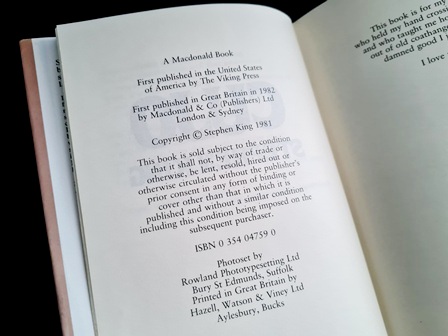 A Macdonald Book
First published in the United States
of America by The Viking Press
First published in Great Britain in 1982
by Macdonald & Co (Publishers) Ltd
London & Sydney
Copyright © Stephen King 1981
This book is sold subject to the condition
that it shall not, by way of trade or
otherwise, be lent, resold, hired out or
otherwise circulated without the publisher's
prior consent in any form of binding or
cover other than that in which it is
published and without a similar condition
including this condition being imposed on the
subsequent purchaser.
ISBN 0 354 04759 0
Photoset by
Rowland Phototypesetting Ltd
Bury St Edmunds, Suffolk
Printed in Great Britain by
Hazell, Watson & Viney Ltd
Aylesbury, Bucks
This book is for my
who held my hand
and who taught me
out of old
damned good I
I love